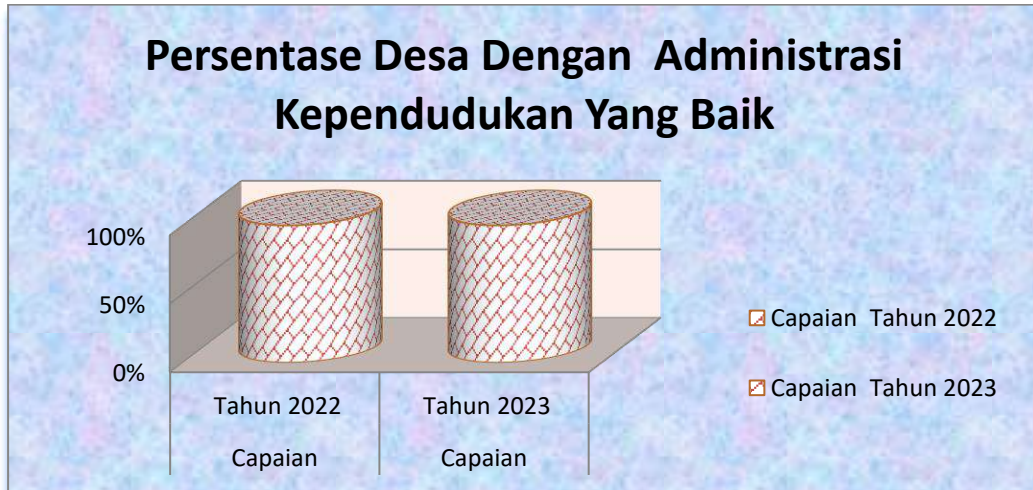 Persentase Desa Dengan Administrasi
Kependudukan Yang Baik
100%
50%
0%
Tahun 2022
Tahun 2023
Capaian
Capaian
Capaian Tahun 2022
Capaian Tahun 2023